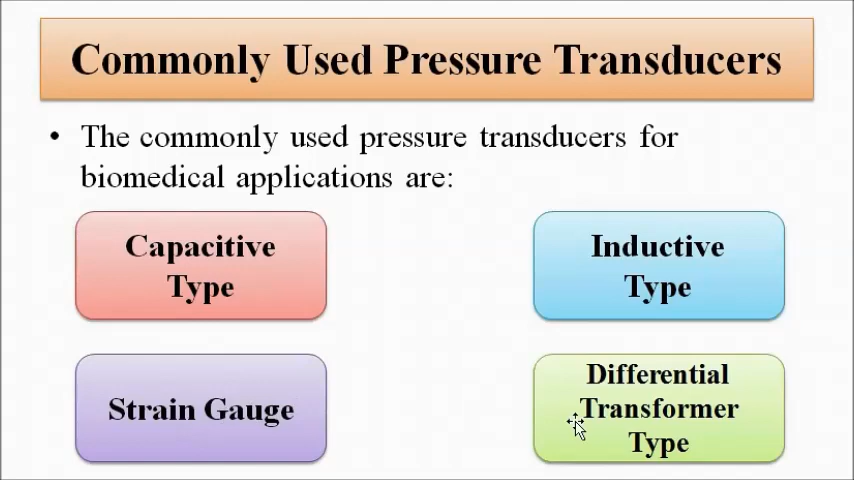 Commonly Used Pressure Transducers
• The commonly used pressure transducers for
biomedical applications are:
Capacitive
Type
Inductive
Type
Strain Gauge
Differential
Transformer
Type